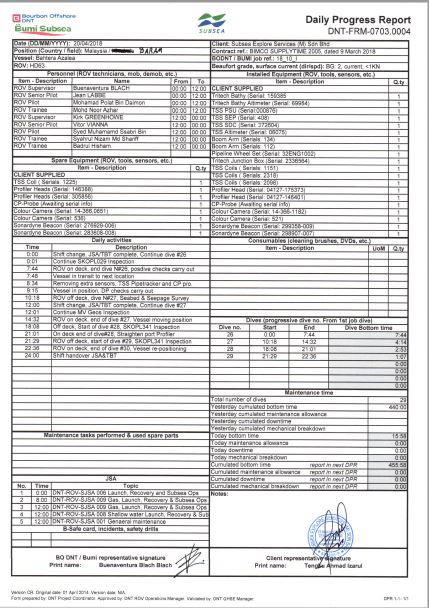 Bourbon Offshore
DNT
Bumi Subsea
SUBSEA
Daily Progress Report
DNT-FRM-0703.0004
Date (DD/MM/YYYY): 20/04/2018
Client: Subsea Explore Services (M) Sdn Bhd
Position (Country / field): Malaysia / BARAM
Contract ref.: BIMCO SUPPLYTIME 2005, dated 9 March 2018
Vessel: Bahtera Azalea
BODNT / BUMI job ref.: 18_10_I
ROV: HD63
Beaufort grade, surface current (dirspd): BG: 2, current, <1KN
Personnel (ROV technicians, mob, demob, etc.)
Item - Description From To
ROV Supervisor Buenaventura BLACH 00:00 12:00
ROV Senior Pilot Jean LABBE 00:00 12:00
ROV Pilot Mohamad Polat Bin Daimon 00:00 12:00
ROV Trainee Mohd Noor Azhar 00:00 12:00
ROV Supervisor Kirk GREENHOWE 12:00 00:00
ROV Senior Pilot Vitor VIANNA 12:00 00:00
ROV Pilot Syed Muhamamd Ssabri Bin 12:00 00:00
ROV Trainee Syahrul Nizam Md Shariff 12:00 00:00
ROV Trainee Badrul Hisham 12:00 00:00
Installed Equipment (ROV, tools, sensors, etc.)
Item - Description Q.ty
CLIENT SUPPLIED
Tritech Bathy (Serial: 159385 1
Tritech Bathy Altimeter (Serial: 69964) 1
TSS PSU (Serial:000876) 1
TSS SEP (Serial: 408) 1
TSS SDC (Serial: 372604) 1
TSS Altimeter (Serial: 06075) 1
Boom Arm (Serial: 134) 1
Boom Arm (Serial: 112) 1
Pipeline Wheel Set (Serial: 32ENG1002) 1
Tritech Junction Box (Serial: 2336564) 1
TSS Coils (Serials: 1151) 1
TSS Coils (Serials: 2318) 1
TSS Coils (Serials: 2098) 1
Profiler Head (Serial: 04127-175373) 1
Profiler Head (Serial: 04127-146401) 1
CP-Probe (Awaiting serial info) 1
Colour Camera (Serial: 14-366-1182) 1
Colour Camera (Serial: 521) 1
Sonardyne Beacon (Serial: 299358-009) 1
Sonardyne Beacon (Serial: 298907-007) 1
Spare Equipment (ROV, tools, sensors, etc.)
Item - Description Q.ty
CLIENT SUPPLIED
TSS Coil ( Serials: 1225) 1
Profiler Heads (Serial: 146388) 1
Profiler Heads (Serial: 305856) 1
CP-Probe (Awaiting serial info) 1
Colour Camera (Serial: 14-366,0851) 1
Colour Camera (Serial: 536) 1
Sonardyne Beacon (Serial: 276929-006) 1
Sonardyne Beacon (Serial: 283608-008) 1
Daily activities
Time Description
0:00 Shift change, JSA/TBT complete, Continue dive #26
0:01 Continue SKOPL029 Inspection
7:44 ROV on deck, end dive N#26, positive checks carry out
7:48 Vessel in transit to next location
8:34 Removing extra sensors, TSS Pipetracker and CP pro.
9:15 Vessel in position, DP checks carry out
10:18 ROV off deck, dive N#27, Seabed & Seepage Survey
12:00 Shift change, JSA/TBT complete, Continue dive #27
12:01 Continue MV Geos Inspection
14:32 ROV on deck, end of dive #27, Vessel moving position
18:08 Off deck, Start of dive #28, SKOPL341 Inspection
21:01 On deck end of dive#28, Straighten port Profiler
21:29 ROV off deck, start of dive #29, SKOPL341 Inspection
22:36 ROV on deck, end of dive #30, Vessel re-positioning
24:00 Shift handover JSA&TBT
Consumables (cleaning brushes, DVDs, etc.)
Item - Description UoM Q.ty
Dives (progressive dive no. From 1st job dive)
Dive no. Start End Dive Bottom time
26 0:00 7:44 7:44
27 10:18 14:32 4:14
28 18:08 21:01 2:53
29 21:29 22:36 1:07
0:00
0:00
0:00
0:00
Maintenance time
Total number of dives 29
Yesterday cumulated bottom time 440:00
Yesterday cumulated maintenance allowance
Yesterday cumulated downtime
Yesterday cumulated mechanical breakdown
Today bottom time 15:58
Today maintenance allowance 0:00
Today downtime 0:00
Today mechanical breakdown 0:00
Cumulated bottom time report in next DPR 455:58
Cumulated maintenance allowance report in next DPR 0:00
Cumulated downtime report in next DPR 0:00
Cumulated mechanical breakdown report in next DPR 0:00
Maintenance tasks performed & used spare parts
JSA
No. Time Topic
1 0:00 DNT-ROV-SJSA 006 Launch, Recovery and Subsea Ops
2 8:00 DNT-ROV-SJSA 009 Gas, Launch, Recovery & Subsea Ops
3 12:00 DNT-ROV-SJSA 009 Gas, Launch, Recovery & Subsea Ops
4 12:00 DNT-ROV-SJSA 008 Shallow water Launch, Recovery & Sub
5 12:00 DNT-ROV-SJSA 001 Genaeral maintenance
B-Safe card, incidents, safety drills
Notes:
BO DNT / Bumi representative signature
Print name: Buenaventura Blach Blach
Client representative signature
Print name: Tengku Ahmad Izarul
Version CR. Original date: 01 April 2014. Version date: N/A.
Form prepared by: DNT Project Coordinator. Approved by: DNT ROV Operations Manager. Validated by: DNT QHSE Manager.
DPR 1.1- 1/1